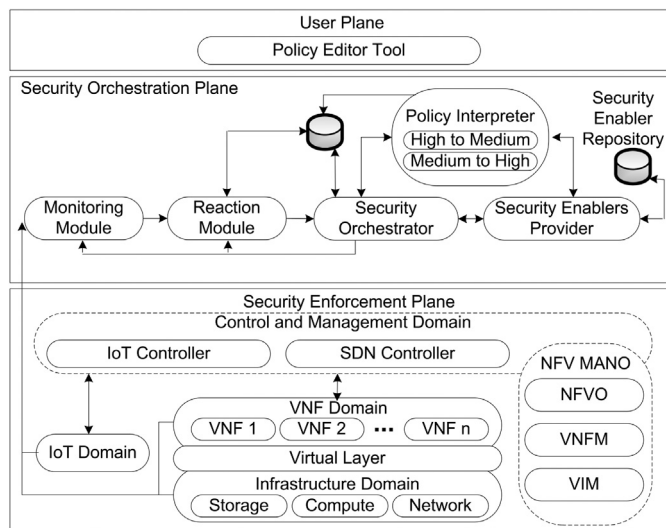 User Plane
Policy Editor Tool
Security Orchestration Plane
Policy Interpreter
High to Medium
Medium to High
Security
Enabler
Repository
Monitoring
Module
Reaction
Module
Security
Orchestrator
Security Enablers
Provider
Security Enforcement Plane
Control and Management Domain
IoT Controller
SDN Controller
NFV MANO
NFVO
VNFM
VIM
IoT Domain
VNF Domain
VNF 1
VNF 2
...
VNF n
Virtual Layer
Infrastructure Domain
Storage
Compute
Network